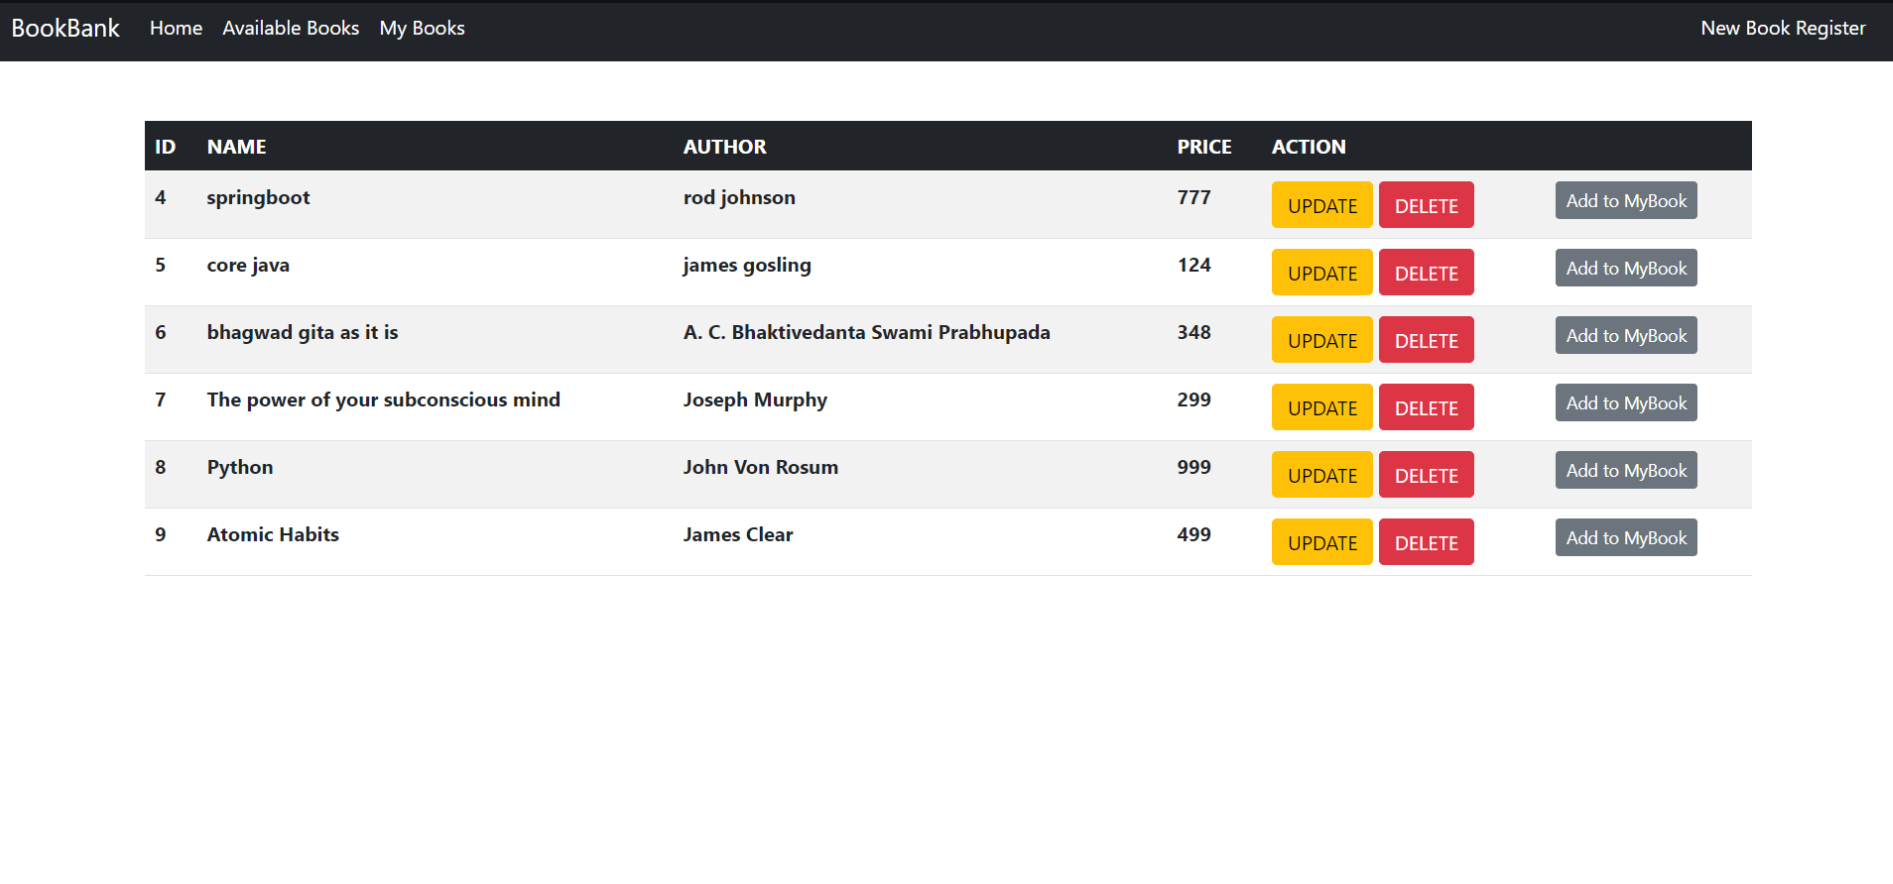 BookBank Home Available Books My Books New Book Register
ID NAME AUTHOR PRICE ACTION
4 springboot rod johnson 777 UPDATE DELETE Add to MyBook
5 core java james gosling 124 UPDATE DELETE Add to MyBook
6 bhagwad gita as it is A. C. Bhaktivedanta Swami Prabhupada 348 UPDATE DELETE Add to MyBook
7 The power of your subconscious mind Joseph Murphy 299 UPDATE DELETE Add to MyBook
8 Python John Von Rosum 999 UPDATE DELETE Add to MyBook
9 Atomic Habits James Clear 499 UPDATE DELETE Add to MyBook